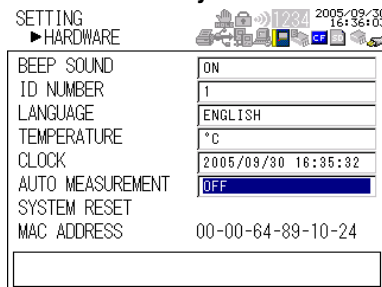 SETTING
▶HARDWARE
1234
2005/09/30
16:36:03
CF
SD
BEEP SOUND ON
ID NUMBER 1
LANGUAGE ENGLISH
TEMPERATURE °C
CLOCK 2005/09/30 16:35:32
AUTO MEASUREMENT OFF
SYSTEM RESET
MAC ADDRESS 00-00-64-89-10-24